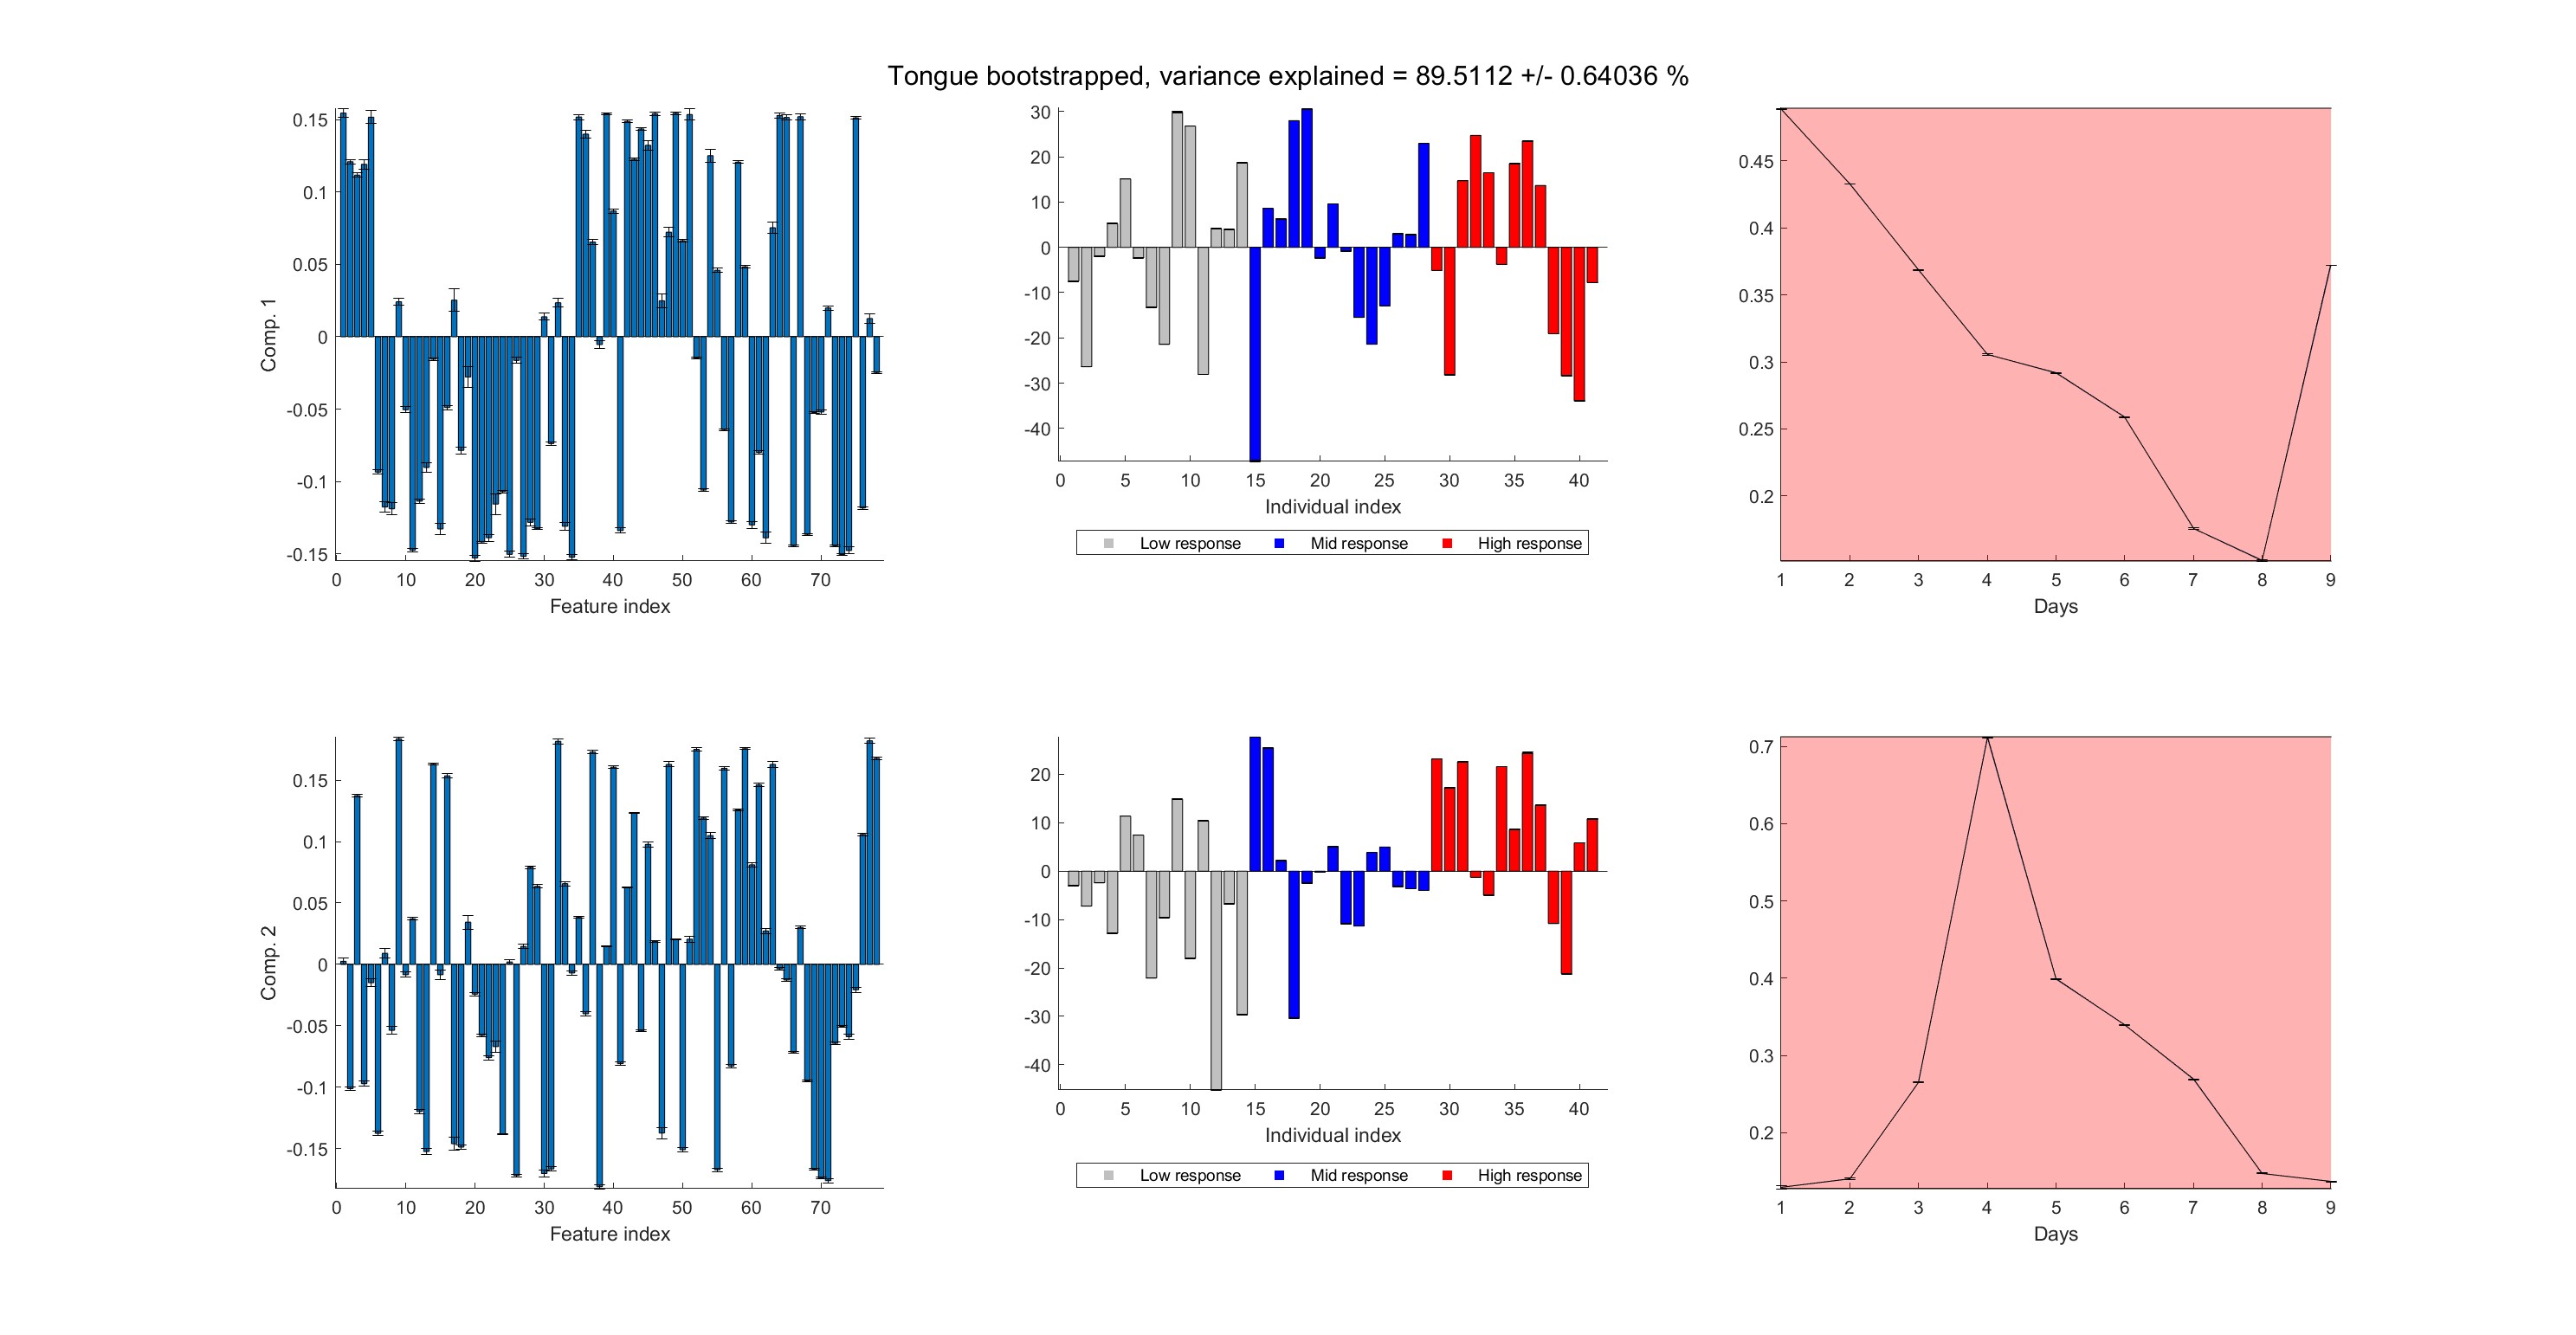 Tongue bootstrapped, variance explained = 89.5112 +/- 0.64036 %
Comp. 1
0.15
0.1
0.05
0
-0.05
-0.1
-0.15
0 10 20 30 40 50 60 70
Feature index
30
20
10
0
-10
-20
-30
-40
0 5 10 15 20 25 30 35 40
Individual index
Low response Mid response High response
0.45
0.4
0.35
0.3
0.25
0.2
1 2 3 4 5 6 7 8 9
Days
Comp. 2
0.15
0.1
0.05
0
-0.05
-0.1
-0.15
0 10 20 30 40 50 60 70
Feature index
20
10
0
-10
-20
-30
-40
0 5 10 15 20 25 30 35 40
Individual index
Low response Mid response High response
0.7
0.6
0.5
0.4
0.3
0.2
1 2 3 4 5 6 7 8 9
Days